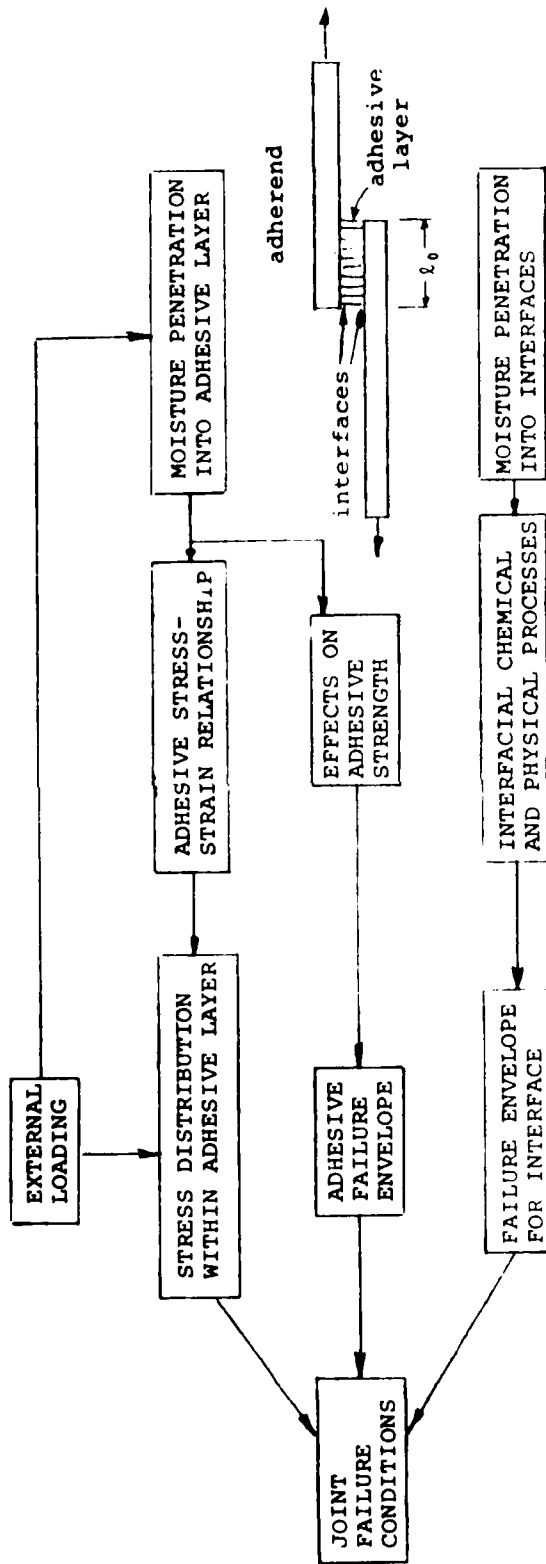 EXTERNAL
LOADING
MOISTURE PENETRATION
INTO ADHESIVE LAYER
ADHESIVE STRESS-
STRAIN RELATIONSHIP
STRESS DISTRIBUTION
WITHIN ADHESIVE LAYER
adherend
adhesive
layer
interfaces
ℓ₀
EFFECTS ON
ADHESIVE
STRENGTH
ADHESIVE
FAILURE
ENVELOPE
JOINT
FAILURE
CONDITIONS
MOISTURE PENETRATION
INTO INTERFACES
INTERFACIAL CHEMICAL
AND PHYSICAL PROCESSES
FAILURE ENVELOPE
FOR INTERFACE